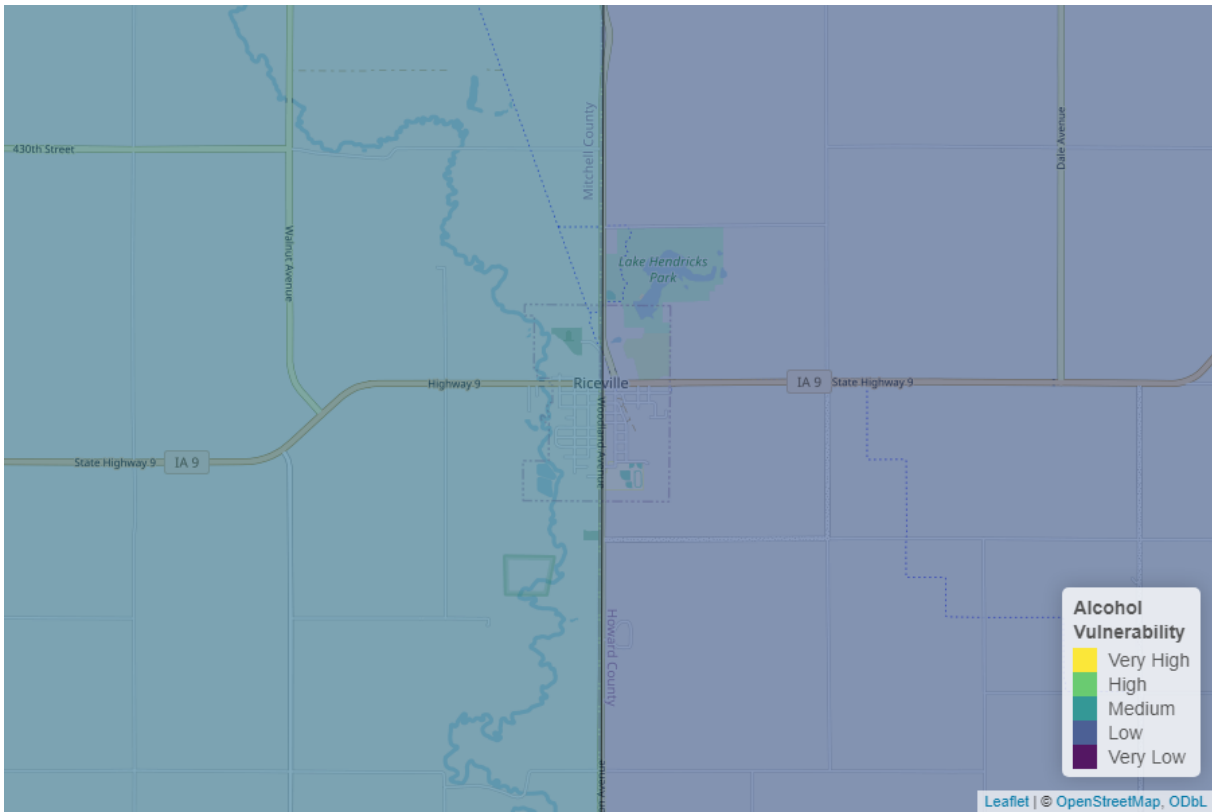 430th Street
Mitchell County
Dale Avenue
Walnut Avenue
Lake Hendricks
Park
Highway 9
Riceville
IA 9
State Highway 9
Woodland Avenue
State Highway 9
IA 9
Howard County
Alcohol
Vulnerability
Very High
High
Medium
Low
Very Low
Leaflet | © OpenStreetMap, ODbL